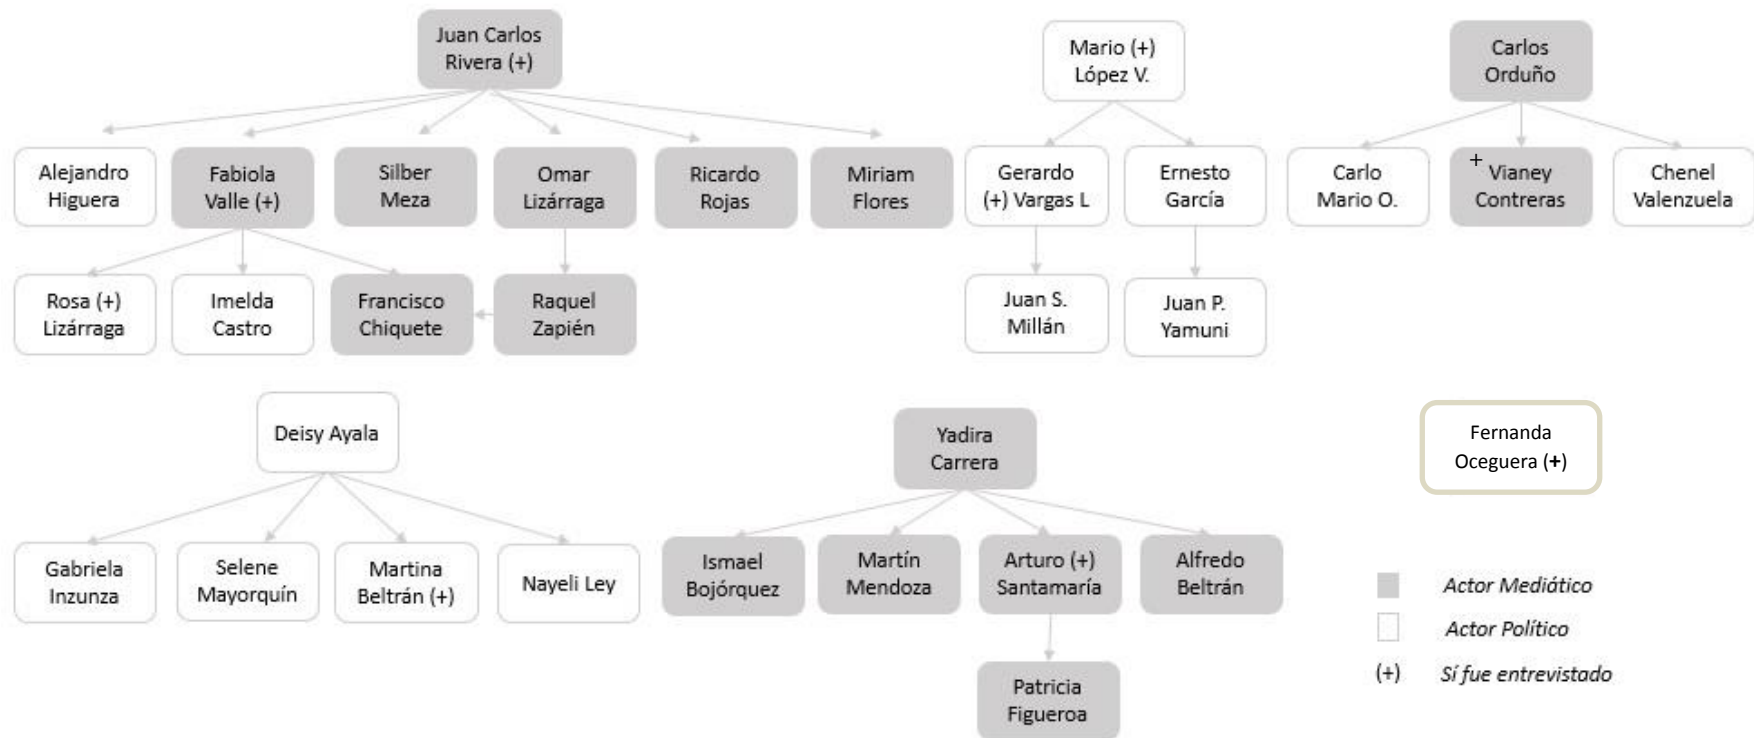 Juan Carlos
Rivera (+)
Mario (+)
López V.
Carlos
Orduño
Alejandro
Higuera
Fabiola
Valle (+)
Silber
Meza
Omar
Lizárraga
Ricardo
Rojas
Miriam
Flores
Gerardo
(+) Vargas L
Ernesto
García
Carlo
Mario O.
+ Vianey
Contreras
Chenel
Valenzuela
Rosa (+)
Lizárraga
Imelda
Castro
Francisco
Chiquete
Raquel
Zapién
Juan S.
Millán
Juan P.
Yamuni
Deisy Ayala
Yadira
Carrera
Fernanda
Oceguera (+)
Gabriela
Inzunza
Selene
Mayorquín
Martina
Beltrán (+)
Nayeli Ley
Ismael
Bojórquez
Martín
Mendoza
Arturo (+)
Santamaría
Alfredo
Beltrán
Patricia
Figueroa
Actor Mediático
Actor Político
(+) Sí fue entrevistado